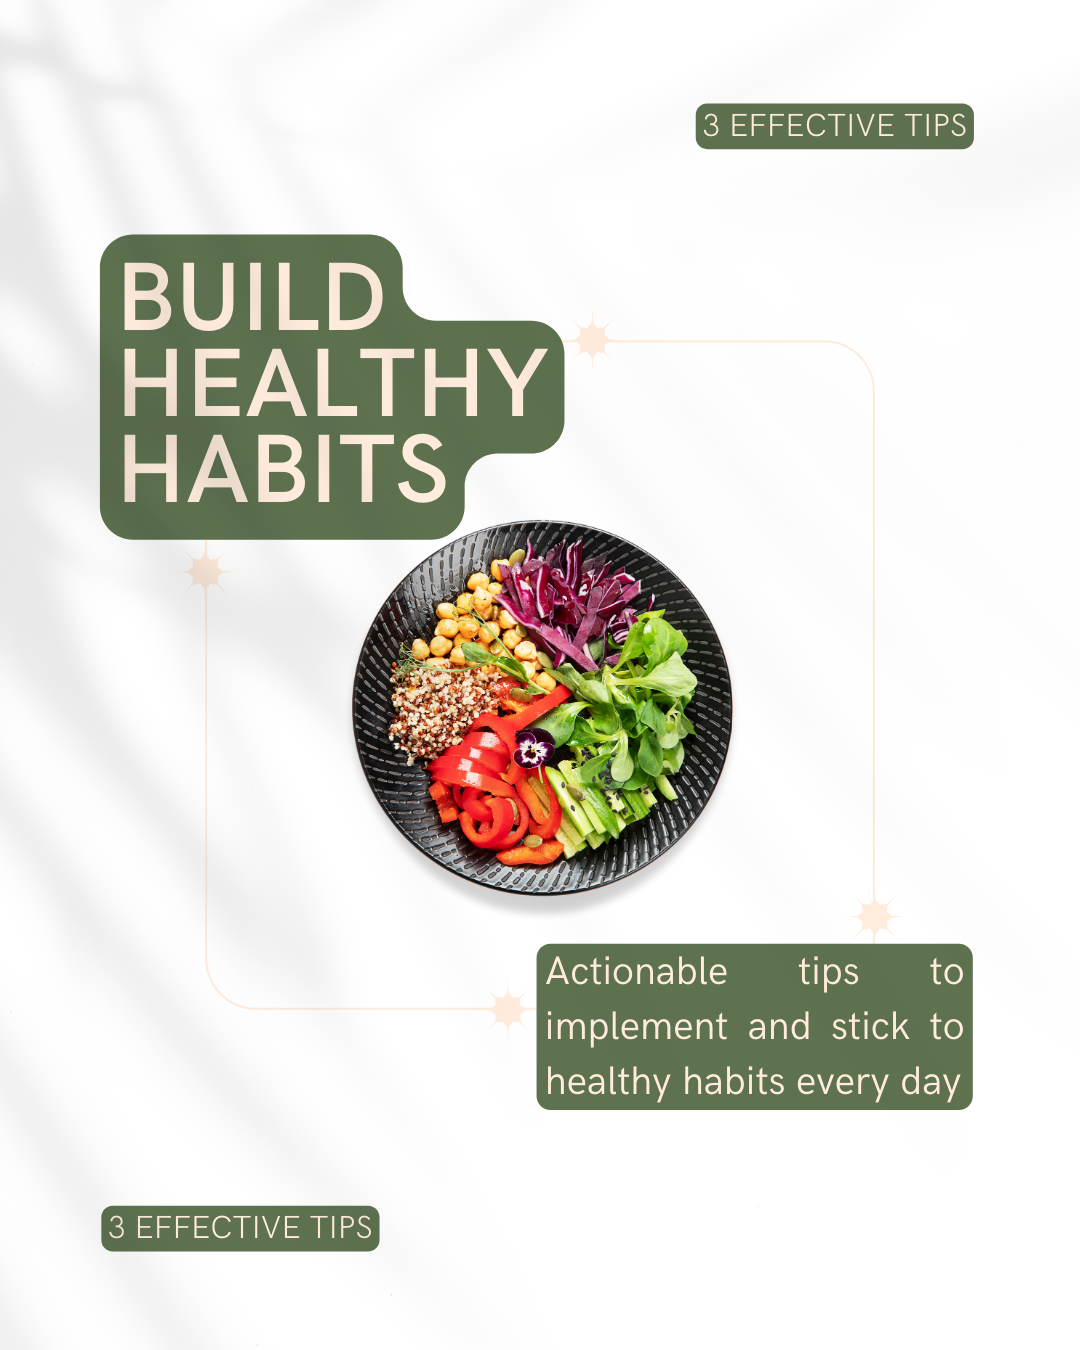 3 EFFECTIVE TIPS
BUILD
HEALTHY
HABITS
Actionable tips to
implement and stick to
healthy habits every day
3 EFFECTIVE TIPS